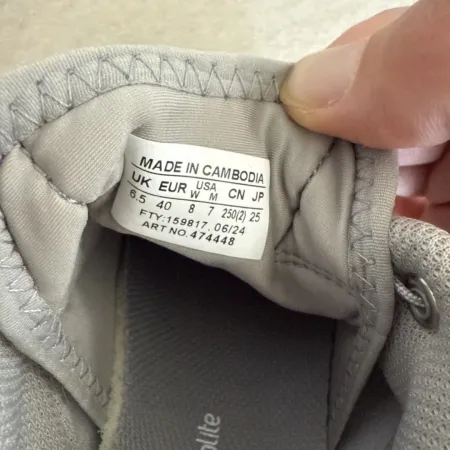 MADE IN CAMBODIA
UK EUR USA W M CN JP
6.5 40 8 7 250(2) 25
FTY:159817, 06/24
ART NO.474448
olite